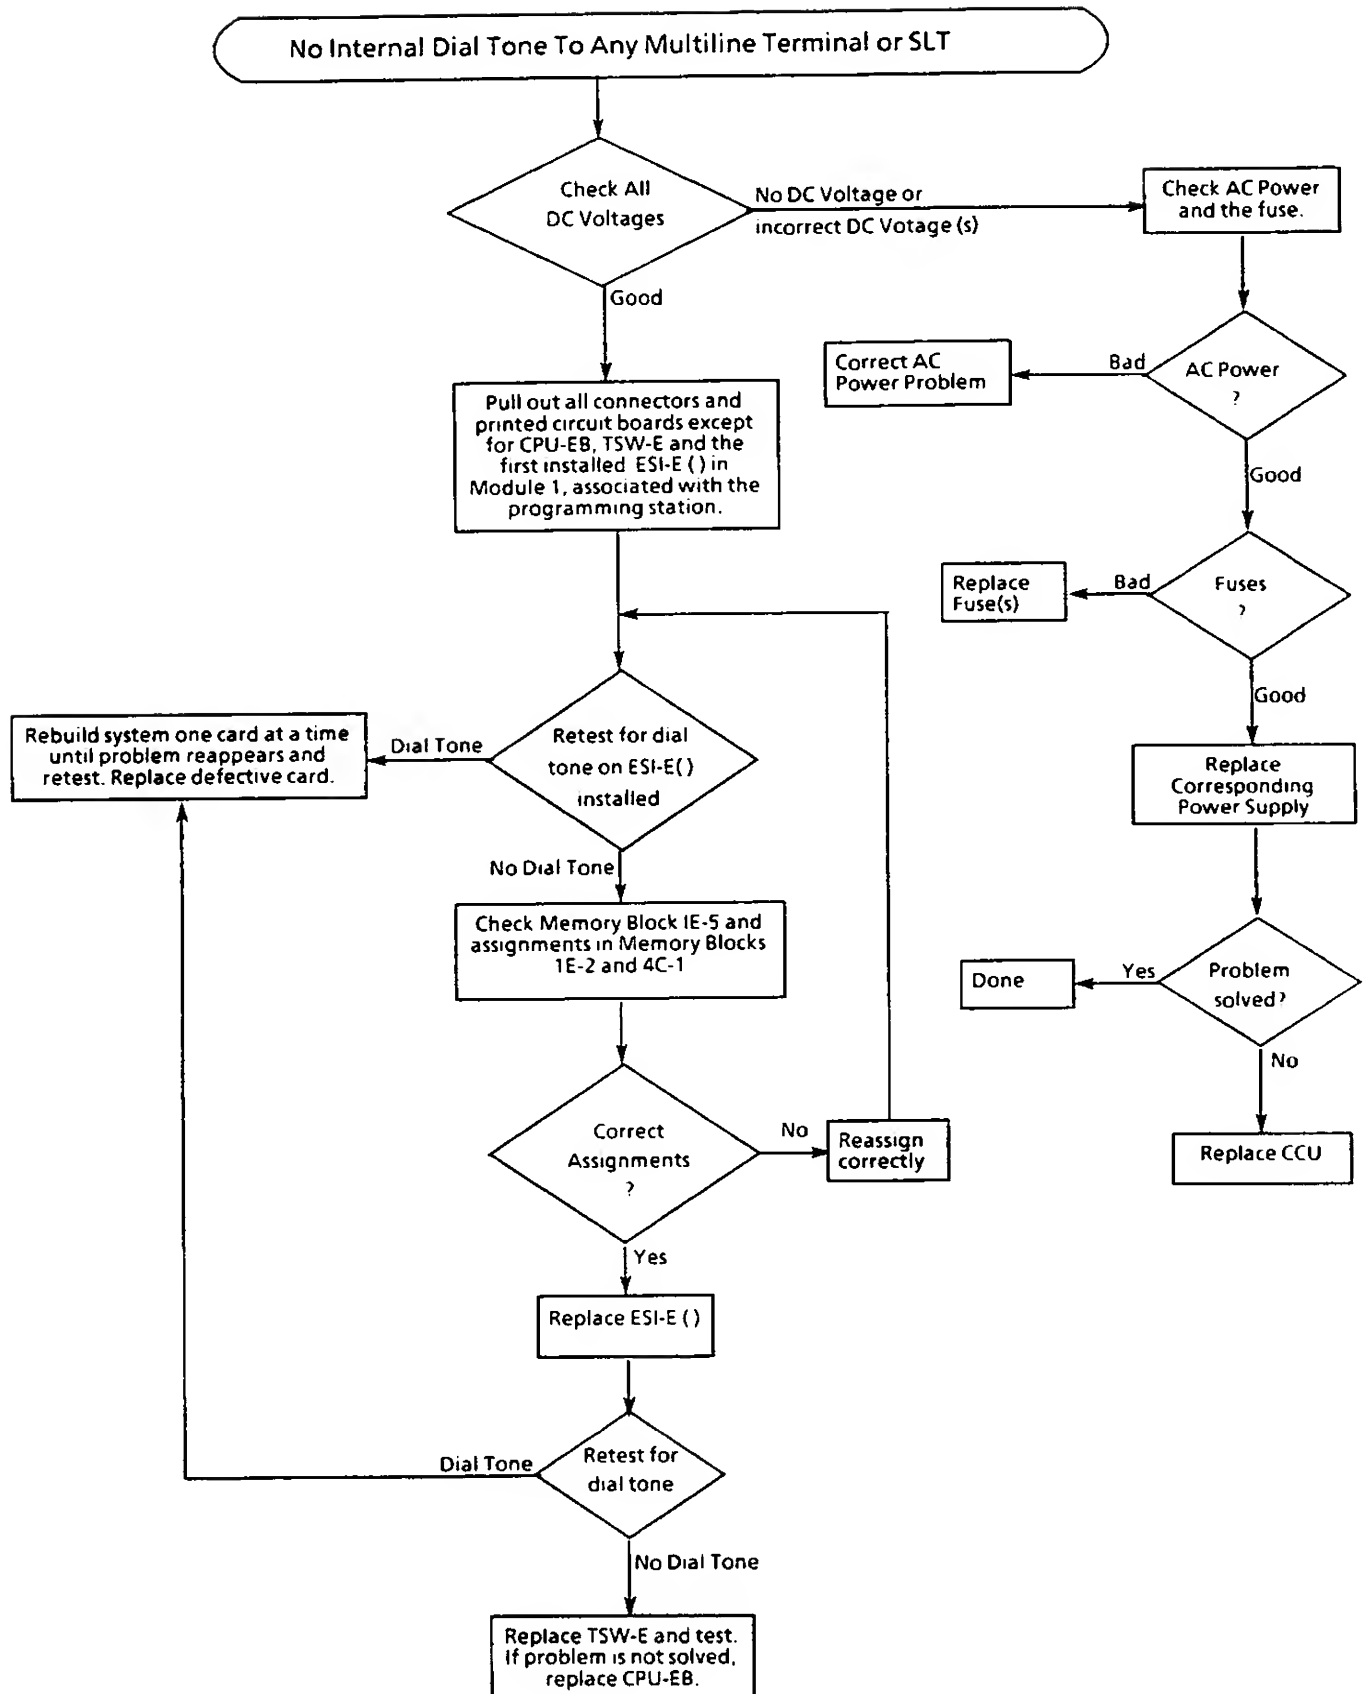 No Internal Dial Tone To Any Multiline Terminal or SLT
Check All
DC Voltages
No DC Voltage or
incorrect DC Votage (s)
Check AC Power
and the fuse.
Good
Correct AC
Power Problem
Bad
AC Power
?
Pull out all connectors and
printed circuit boards except
for CPU-EB, TSW-E and the
first installed ESI-E ( ) in
Module 1, associated with the
programming station.
Good
Replace
Fuse(s)
Bad
Fuses
?
Good
Rebuild system one card at a time
until problem reappears and
retest. Replace defective card.
Dial Tone
Retest for dial
tone on ESI-E( )
installed
Replace
Corresponding
Power Supply
No Dial Tone
Check Memory Block IE-5 and
assignments in Memory Blocks
1E-2 and 4C-1
Done
Yes
Problem
solved?
No
Correct
Assignments
?
No
Reassign
correctly
Replace CCU
Yes
Replace ESI-E ( )
Dial Tone
Retest for
dial tone
No Dial Tone
Replace TSW-E and test.
If problem is not solved,
replace CPU-EB.